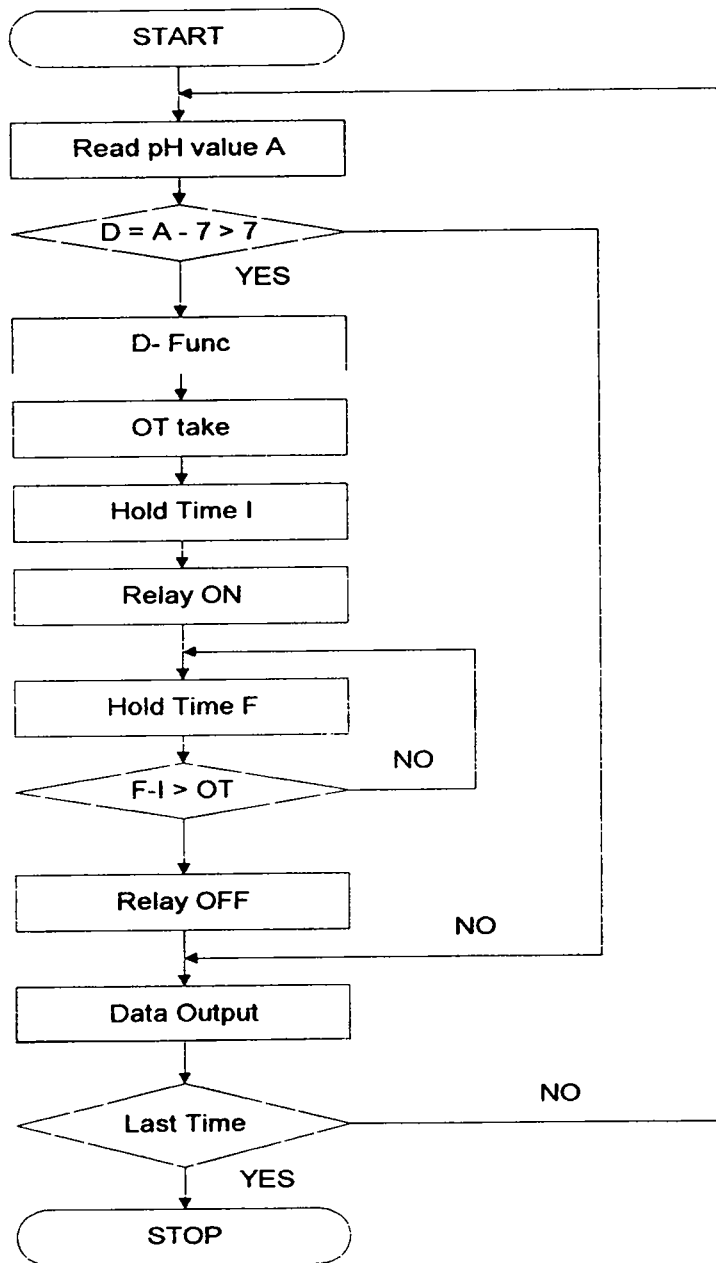 START
Read pH value A
D = A - 7 > 7
YES
D- Func
OT take
Hold Time I
Relay ON
Hold Time F
NO
F-I > OT
Relay OFF
NO
Data Output
NO
Last Time
YES
STOP